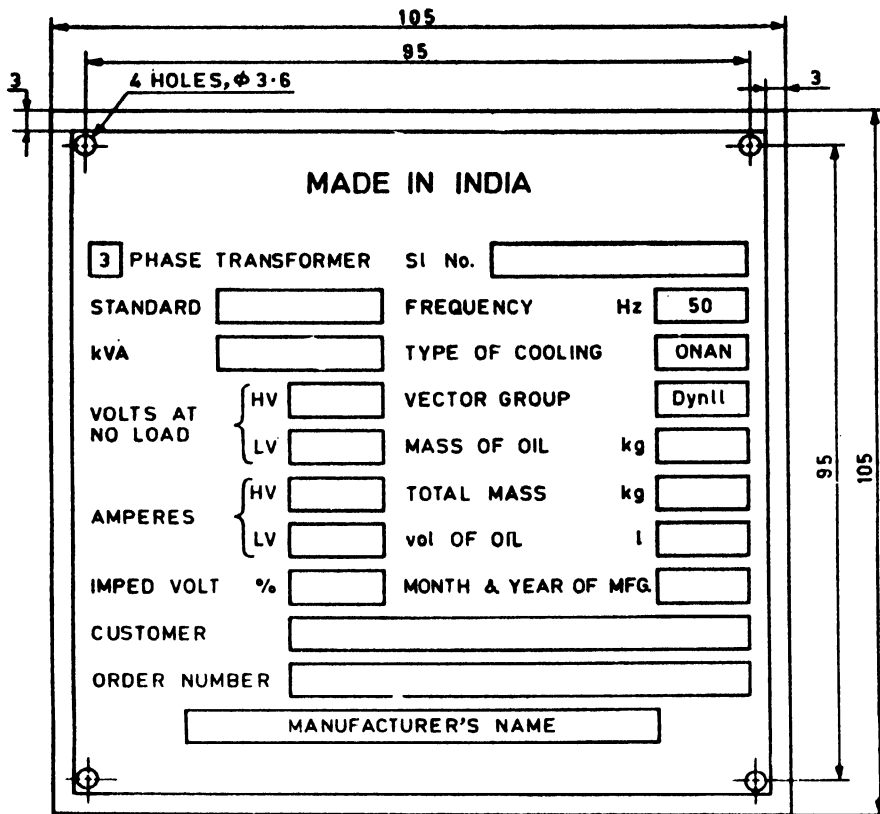 105
95
3
4 HOLES, Φ 3·6
3
MADE IN INDIA
3 PHASE TRANSFORMER Sl No.
STANDARD FREQUENCY Hz 50
kVA TYPE OF COOLING ONAN
VOLTS AT NO LOAD HV VECTOR GROUP Dynll
LV MASS OF OIL kg
AMPERES HV TOTAL MASS kg
LV vol OF OIL l
95
105
IMPED VOLT % MONTH & YEAR OF MFG.
CUSTOMER
ORDER NUMBER
MANUFACTURER'S NAME